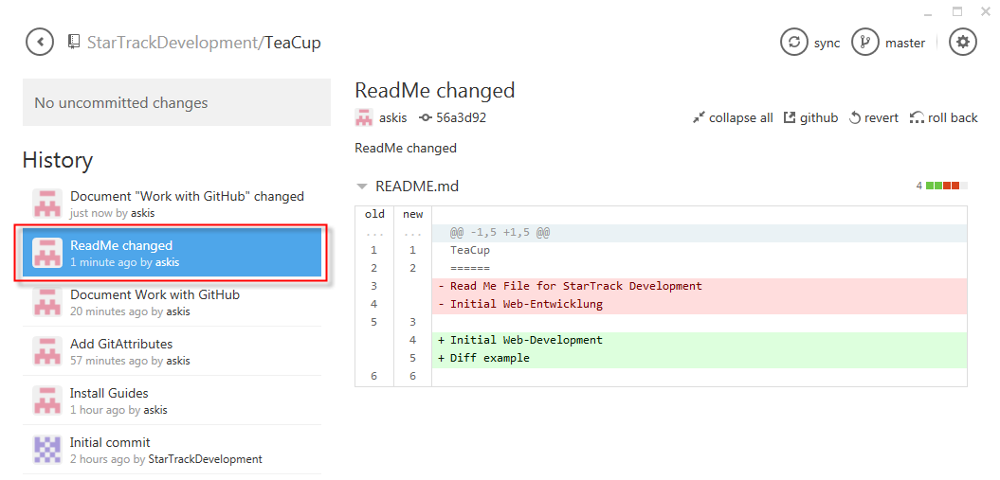 StarTrackDevelopment/TeaCup
sync
master
No uncommitted changes
History
Document "Work with GitHub" changed
just now by askis
ReadMe changed
1 minute ago by askis
Document Work with GitHub
20 minutes ago by askis
Add GitAttributes
57 minutes ago by askis
Install Guides
1 hour ago by askis
Initial commit
2 hours ago by StarTrackDevelopment
ReadMe changed
askis 56a3d92
collapse all github revert roll back
ReadMe changed
README.md 4
old new
... ... @@ -1,5 +1,5 @@
1 1 TeaCup
2 2 ======
3 - Read Me File for StarTrack Development
4 - Initial Web-Entwicklung
5 3
4 + Initial Web-Development
5 + Diff example
6 6